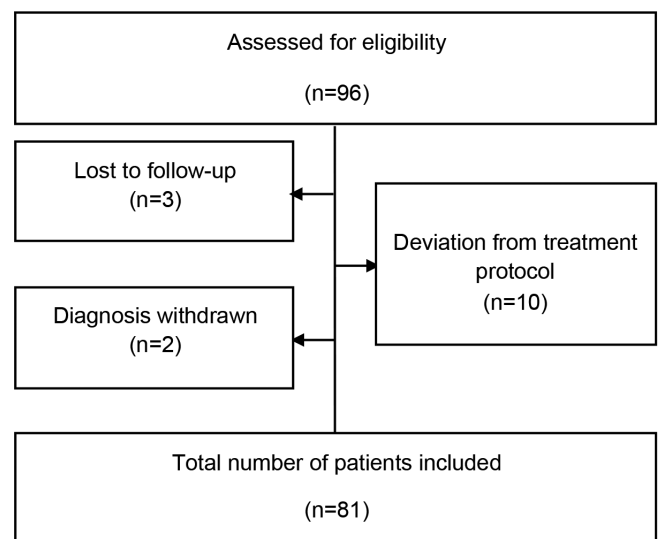 Assessed for eligibility
(n=96)
Lost to follow-up
(n=3)
Deviation from treatment
protocol
(n=10)
Diagnosis withdrawn
(n=2)
Total number of patients included
(n=81)